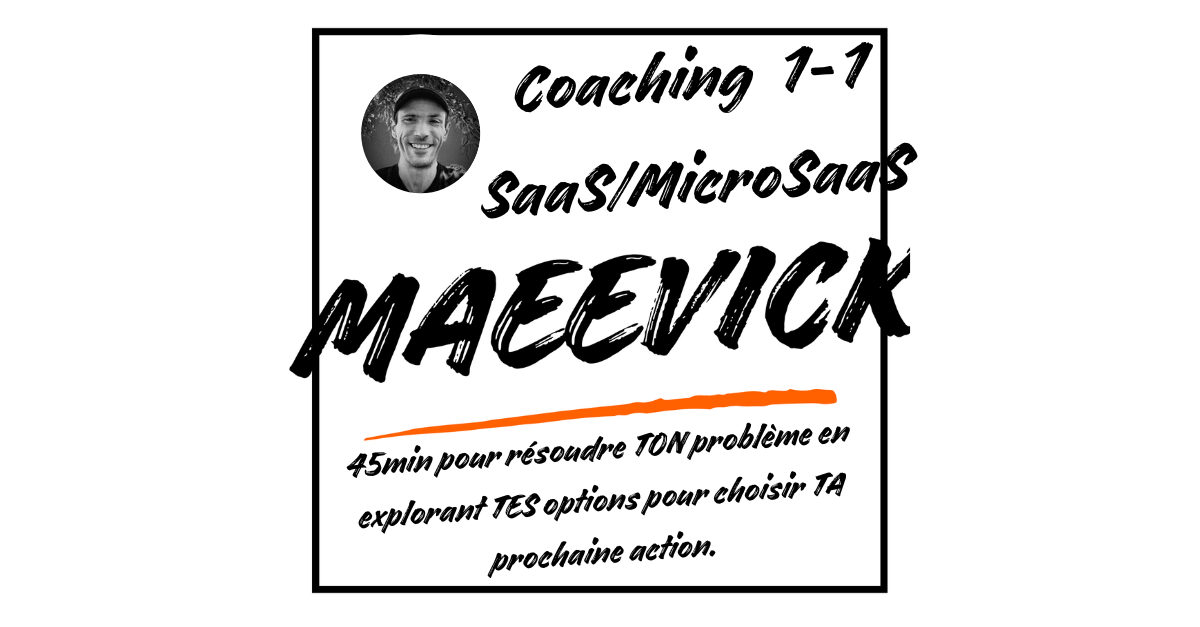 Coaching 1-1
SaaS/MicroSaaS
MAEEVICK
45min pour résoudre TON problème en
explorant TES options pour choisir TA
prochaine action.